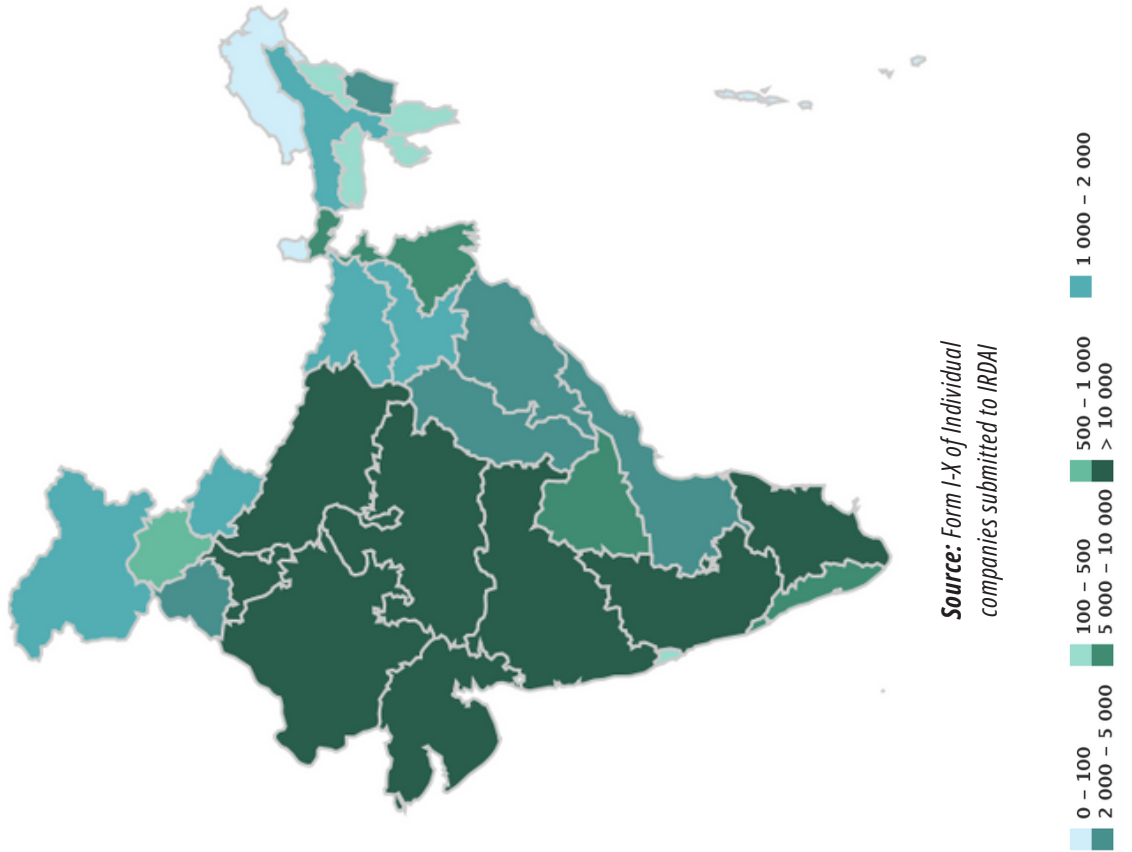 Source: Form I-X of Individual
companies submitted to IRDAI
0 – 100
100 – 500
500 – 1 000
1 000 – 2 000
2 000 – 5 000
5 000 – 10 000
> 10 000